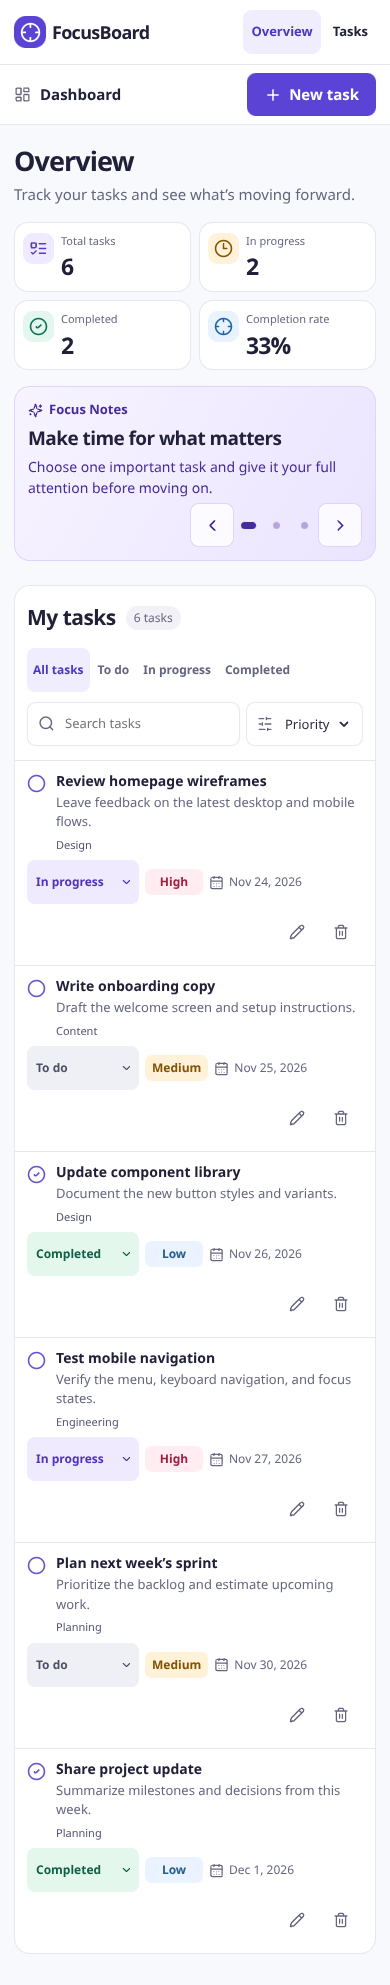 FocusBoard
Overview
Tasks
Dashboard
New task
Overview
Track your tasks and see what’s moving forward.
Total tasks
6
In progress
2
Completed
2
Completion rate
33%
Focus Notes
Make time for what matters
Choose one important task and give it your full
attention before moving on.
My tasks
6 tasks
All tasks
To do
In progress
Completed
Search tasks
Priority
Review homepage wireframes
Leave feedback on the latest desktop and mobile
flows.
Design
In progress
High
Nov 24, 2026
Write onboarding copy
Draft the welcome screen and setup instructions.
Content
To do
Medium
Nov 25, 2026
Update component library
Document the new button styles and variants.
Design
Completed
Low
Nov 26, 2026
Test mobile navigation
Verify the menu, keyboard navigation, and focus
states.
Engineering
In progress
High
Nov 27, 2026
Plan next week’s sprint
Prioritize the backlog and estimate upcoming
work.
Planning
To do
Medium
Nov 30, 2026
Share project update
Summarize milestones and decisions from this
week.
Planning
Completed
Low
Dec 1, 2026